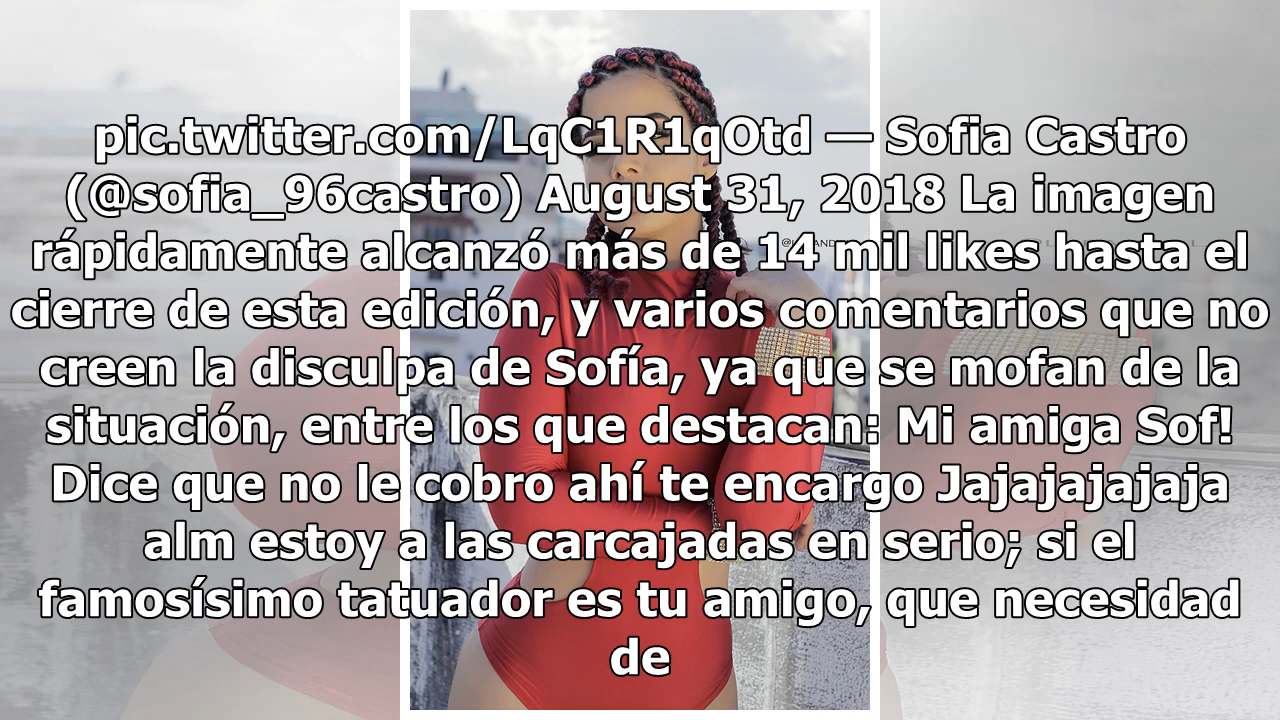 pic.twitter.com/LqC1R1qOtd — Sofia Castro
(@sofia_96castro) August 31, 2018 La imagen
rápidamente alcanzó más de 14 mil likes hasta el
cierre de esta edición, y varios comentarios que no
creen la disculpa de Sofía, ya que se mofan de la
situación, entre los que destacan: Mi amiga Sof!
Dice que no le cobro ahí te encargo Jajajajajaja
alm estoy a las carcajadas en serio; si el
famosísimo tatuador es tu amigo, que necesidad
de